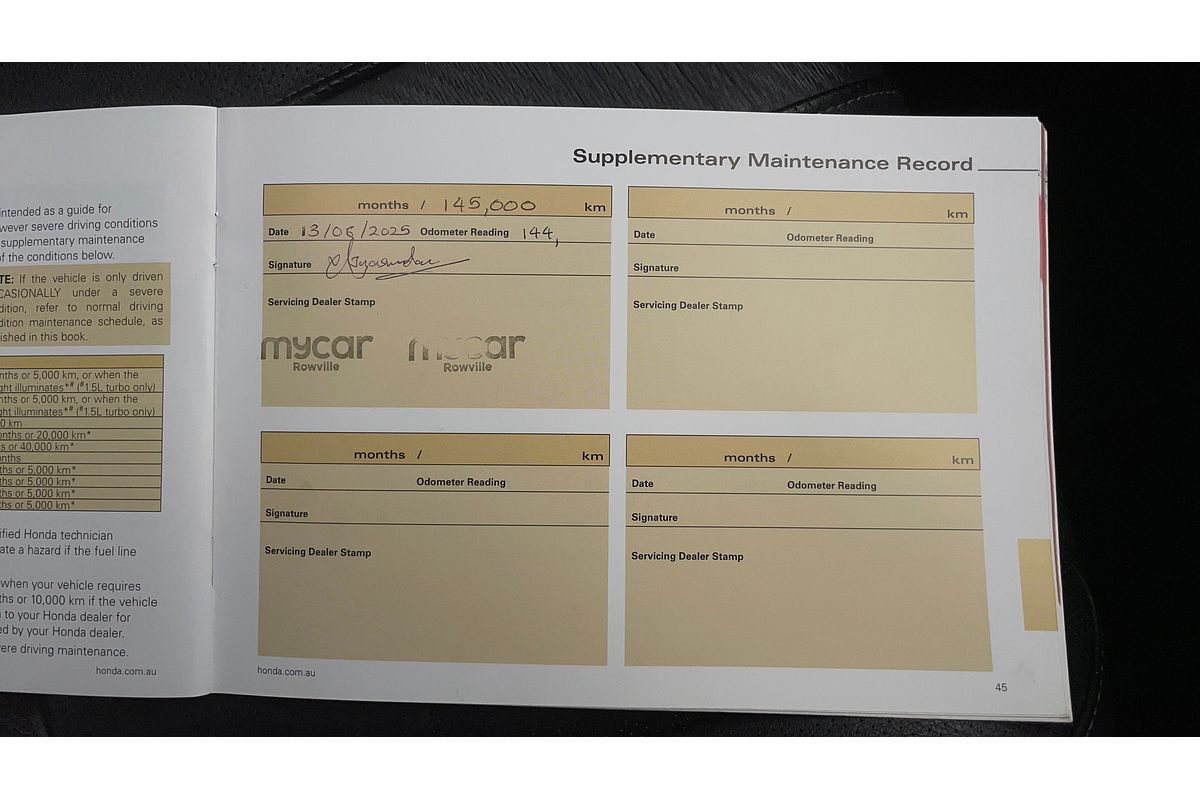 intended as a guide for
wever severe driving conditions
supplementary maintenance
of the conditions below.
TE: If the vehicle is only driven
CASIONALLY under a severe
dition, refer to normal driving
dition maintenance schedule, as
ished in this book.
nths or 5,000 km, or when the
ght illuminates*# (#1.5L turbo only)
nths or 5,000 km, or when the
ght illuminates*# (#1.5L turbo only)
0 km
onths or 20,000 km*
s or 40,000 km*
onths
ths or 5,000 km*
ths or 5,000 km*
ths or 5,000 km*
ths or 5,000 km*
ified Honda technician
ate a hazard if the fuel line
when your vehicle requires
ths or 10,000 km if the vehicle
to your Honda dealer for
ed by your Honda dealer.
vere driving maintenance.
honda.com.au
Supplementary Maintenance Record
months / 145,000 km
Date 13/06/2025 Odometer Reading 144,
Signature
Servicing Dealer Stamp
mycar mycar
Rowville Rowville
months / km
Date Odometer Reading
Signature
Servicing Dealer Stamp
months / km
Date Odometer Reading
Signature
Servicing Dealer Stamp
months / km
Date Odometer Reading
Signature
Servicing Dealer Stamp
honda.com.au
45